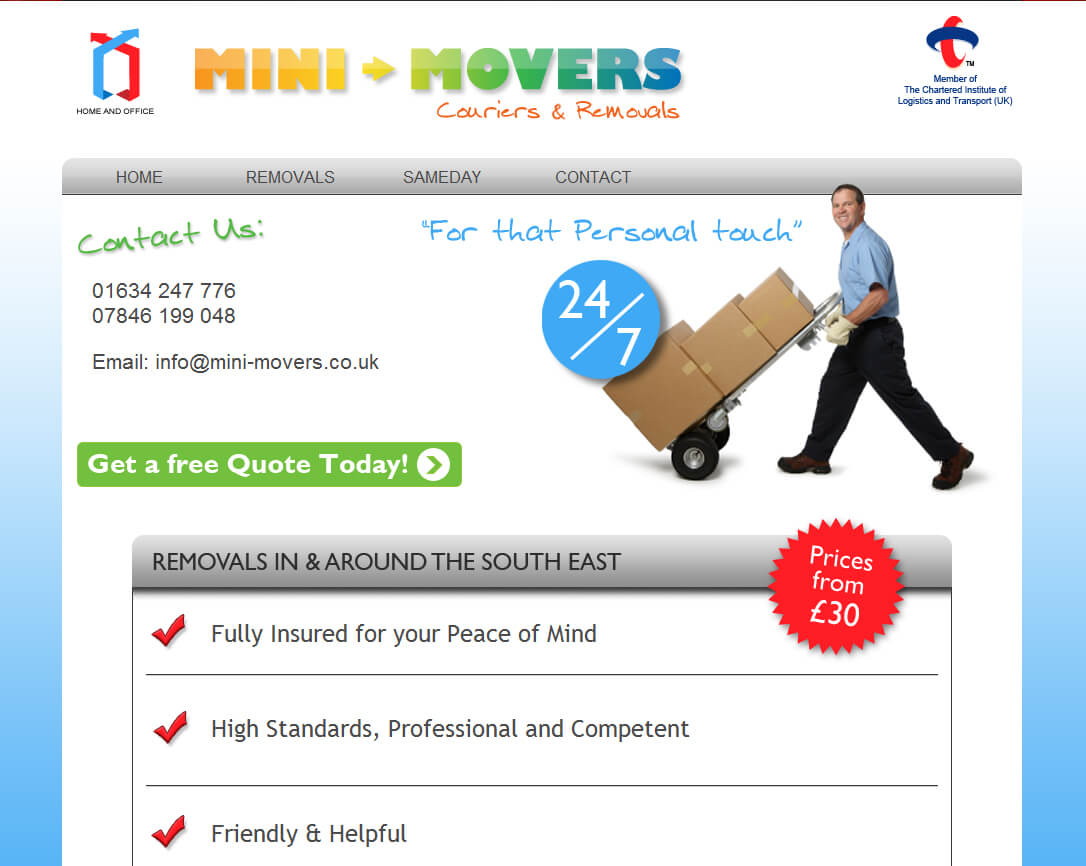 HOME AND OFFICE
MINI MOVERS
Couriers & Removals
TM
Member of
The Chartered Institute of
Logistics and Transport (UK)
HOME REMOVALS SAMEDAY CONTACT
Contact Us:
"For that Personal touch"
01634 247 776
07846 199 048
Email: info@mini-movers.co.uk
24/7
Get a free Quote Today!
REMOVALS IN & AROUND THE SOUTH EAST
Prices
from
£30
Fully Insured for your Peace of Mind
High Standards, Professional and Competent
Friendly & Helpful